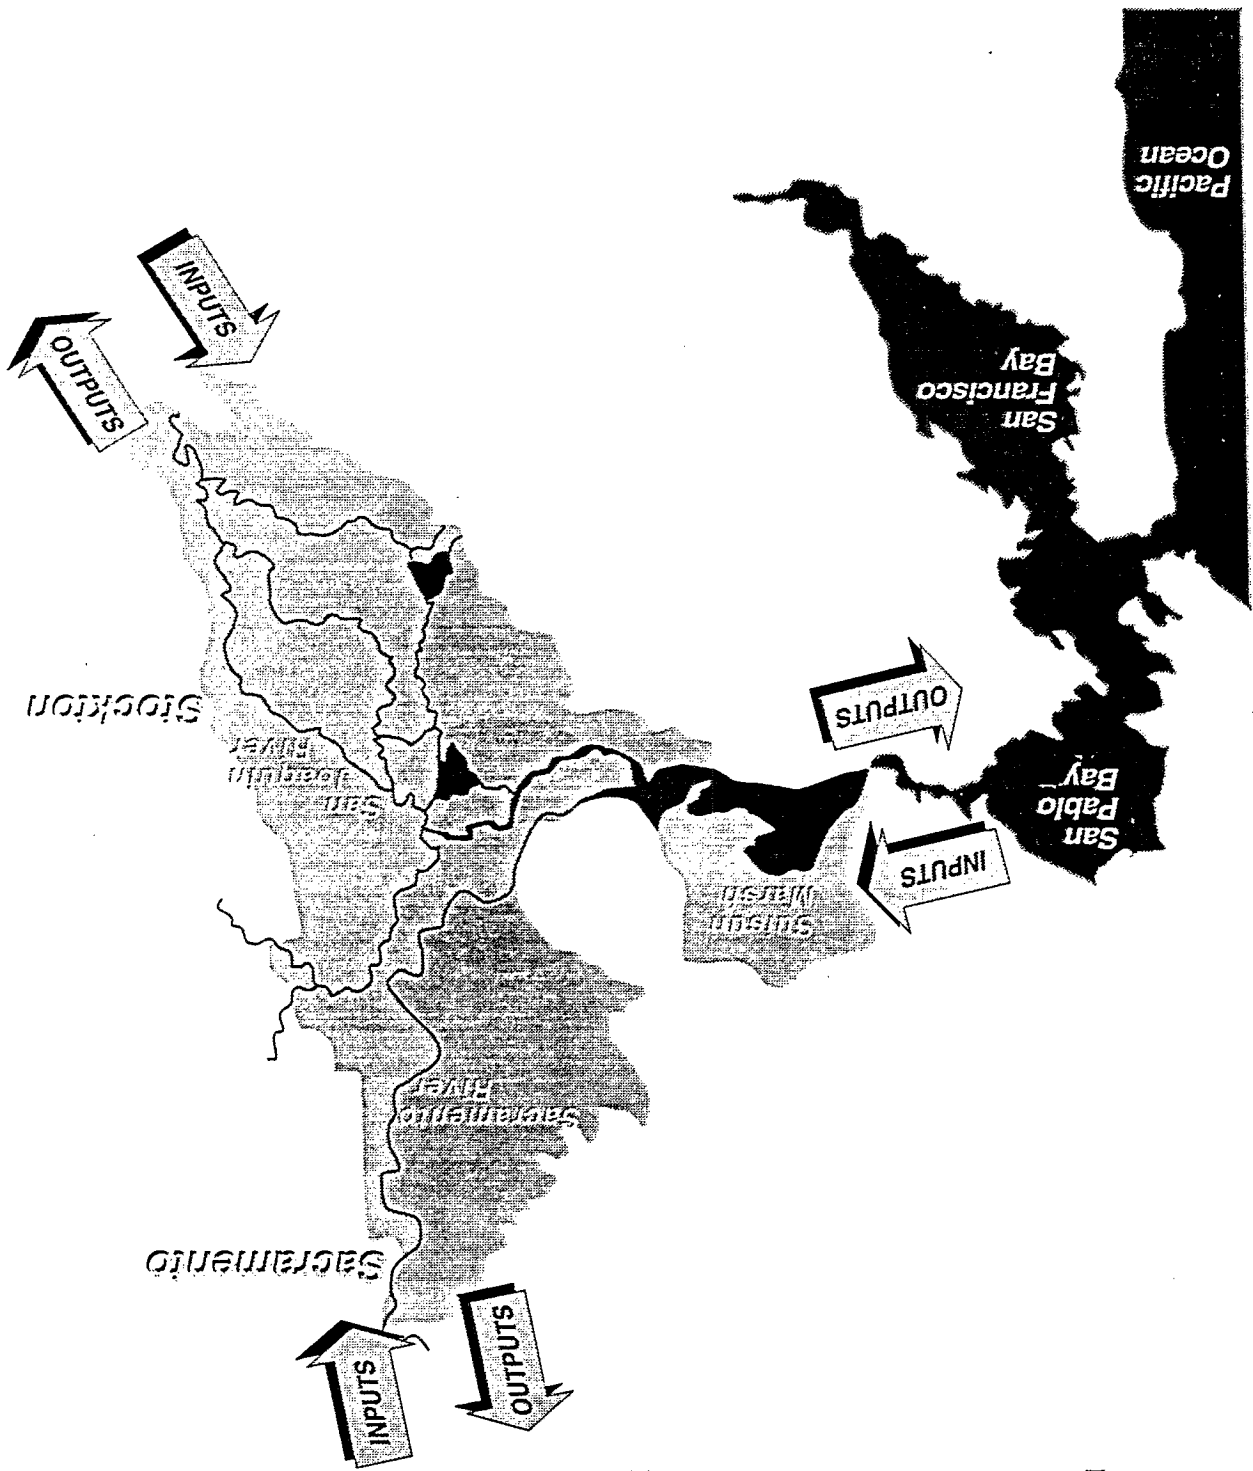 INPUTS
OUTPUTS
Sacramento
Sacramento
River
Suisun
Marsh
INPUTS
San
Pablo
Bay
San
Joaquin
River
Stockton
OUTPUTS
San
Francisco
Bay
OUTPUTS
INPUTS
Pacific
Ocean